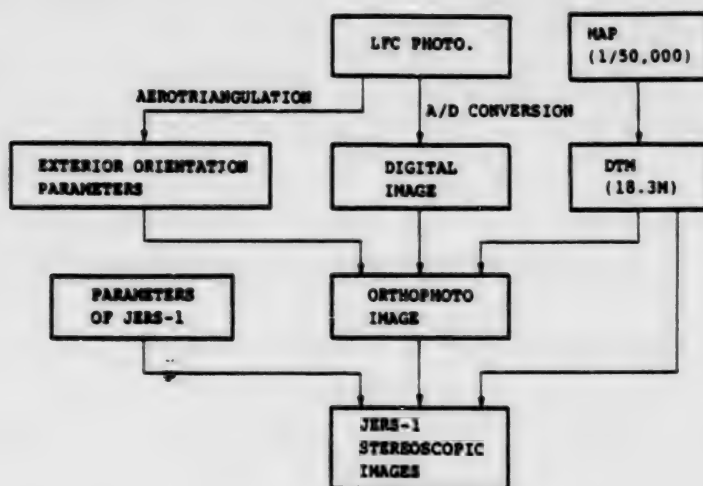 LFC PHOTO.
MAP
(1/50,000)
AEROTRIANGULATION
A/D CONVERSION
EXTERIOR ORIENTATION
PARAMETERS
DIGITAL
IMAGE
DTM
(18.3M)
PARAMETERS
OF JERS-1
ORTHOPHOTO
IMAGE
JERS-1
STEREOSCOPIC
IMAGES